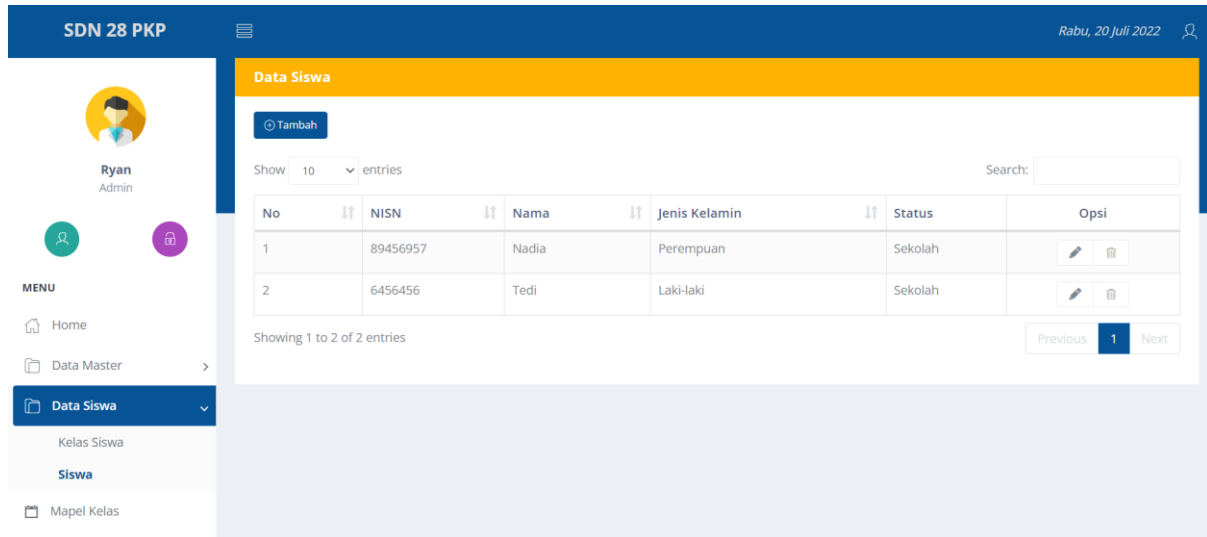 SDN 28 PKP
Rabu, 20 Juli 2022
Ryan
Admin
MENU
Home
Data Master
Data Siswa
Kelas Siswa
Siswa
Mapel Kelas
Data Siswa
Tambah
Show 10 entries
Search:
No NISN Nama Jenis Kelamin Status Opsi
1 89456957 Nadia Perempuan Sekolah
2 6456456 Tedi Laki-laki Sekolah
Showing 1 to 2 of 2 entries
Previous 1 Next